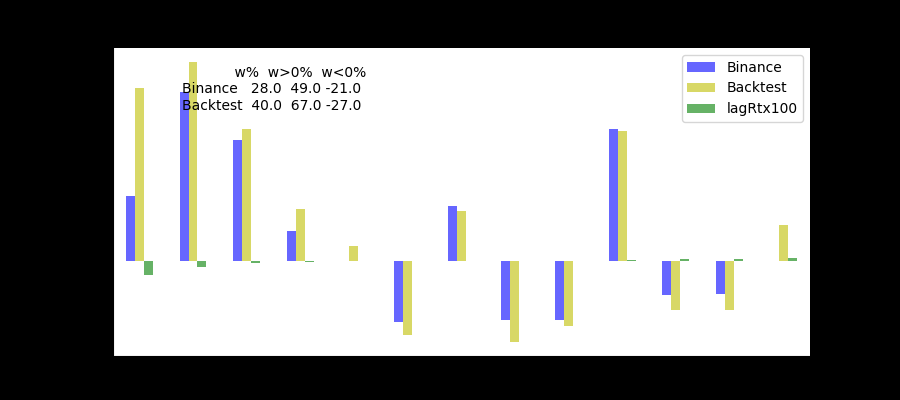 w% w>0% w<0%
Binance 28.0 49.0 -21.0
Backtest 40.0 67.0 -27.0
Binance
Backtest
lagRtx100